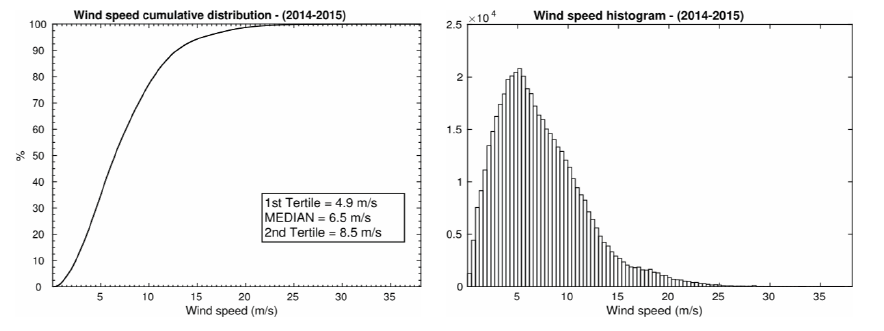 Wind speed cumulative distribution - (2014-2015)
100
90
80
70
60
50
40
30
20
10
0
%
1st Tertile = 4.9 m/s
MEDIAN = 6.5 m/s
2nd Tertile = 8.5 m/s
5 10 15 20 25 30 35
Wind speed (m/s)
Wind speed histogram - (2014-2015)
×10 4
2.5
2
1.5
1
0.5
0
5 10 15 20 25 30 35
Wind speed (m/s)